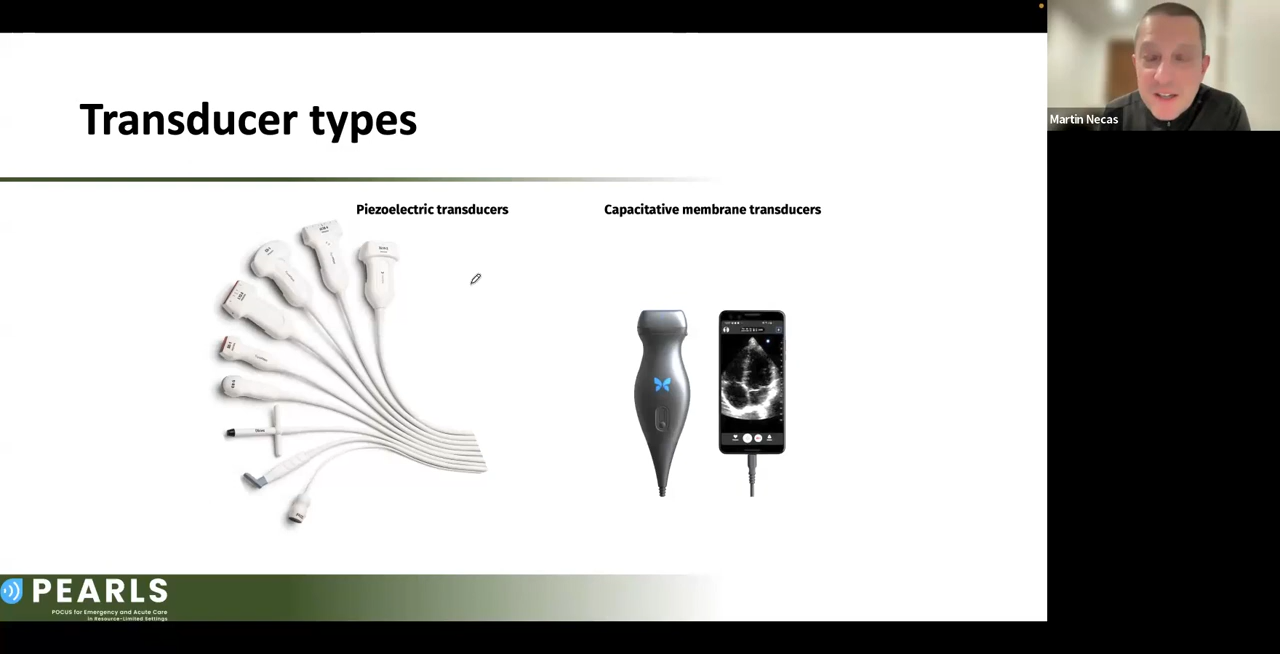 Transducer types
Martin Necas
Piezoelectric transducers
Capacitative membrane transducers
PEARLS
POCUS for Emergency and Acute Care
in Resource-Limited Settings